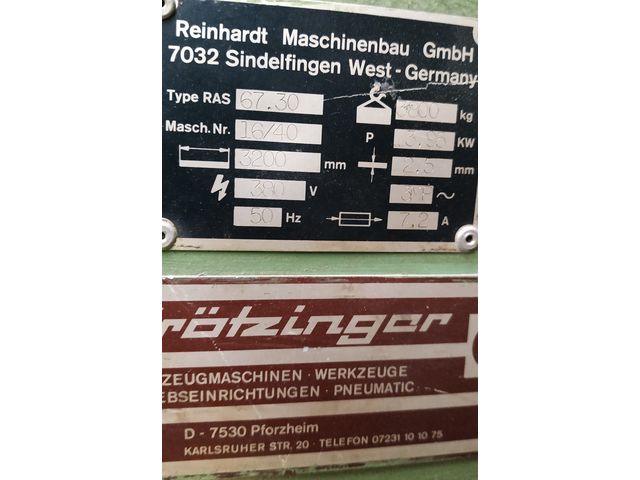 Reinhardt Maschinenbau GmbH
7032 Sindelfingen West-Germany
Type RAS 67.30 kg
Masch.Nr. 16/40 P KW
3200 mm 2.5 mm
380 V ~
50 Hz 7.2 A
rötzinger
ZEUGMASCHINEN · WERKZEUGE
EBSEINRICHTUNGEN · PNEUMATIC
D - 7530 Pforzheim
KARLSRUHER STR. 20 · TELEFON 07231 10 10 75